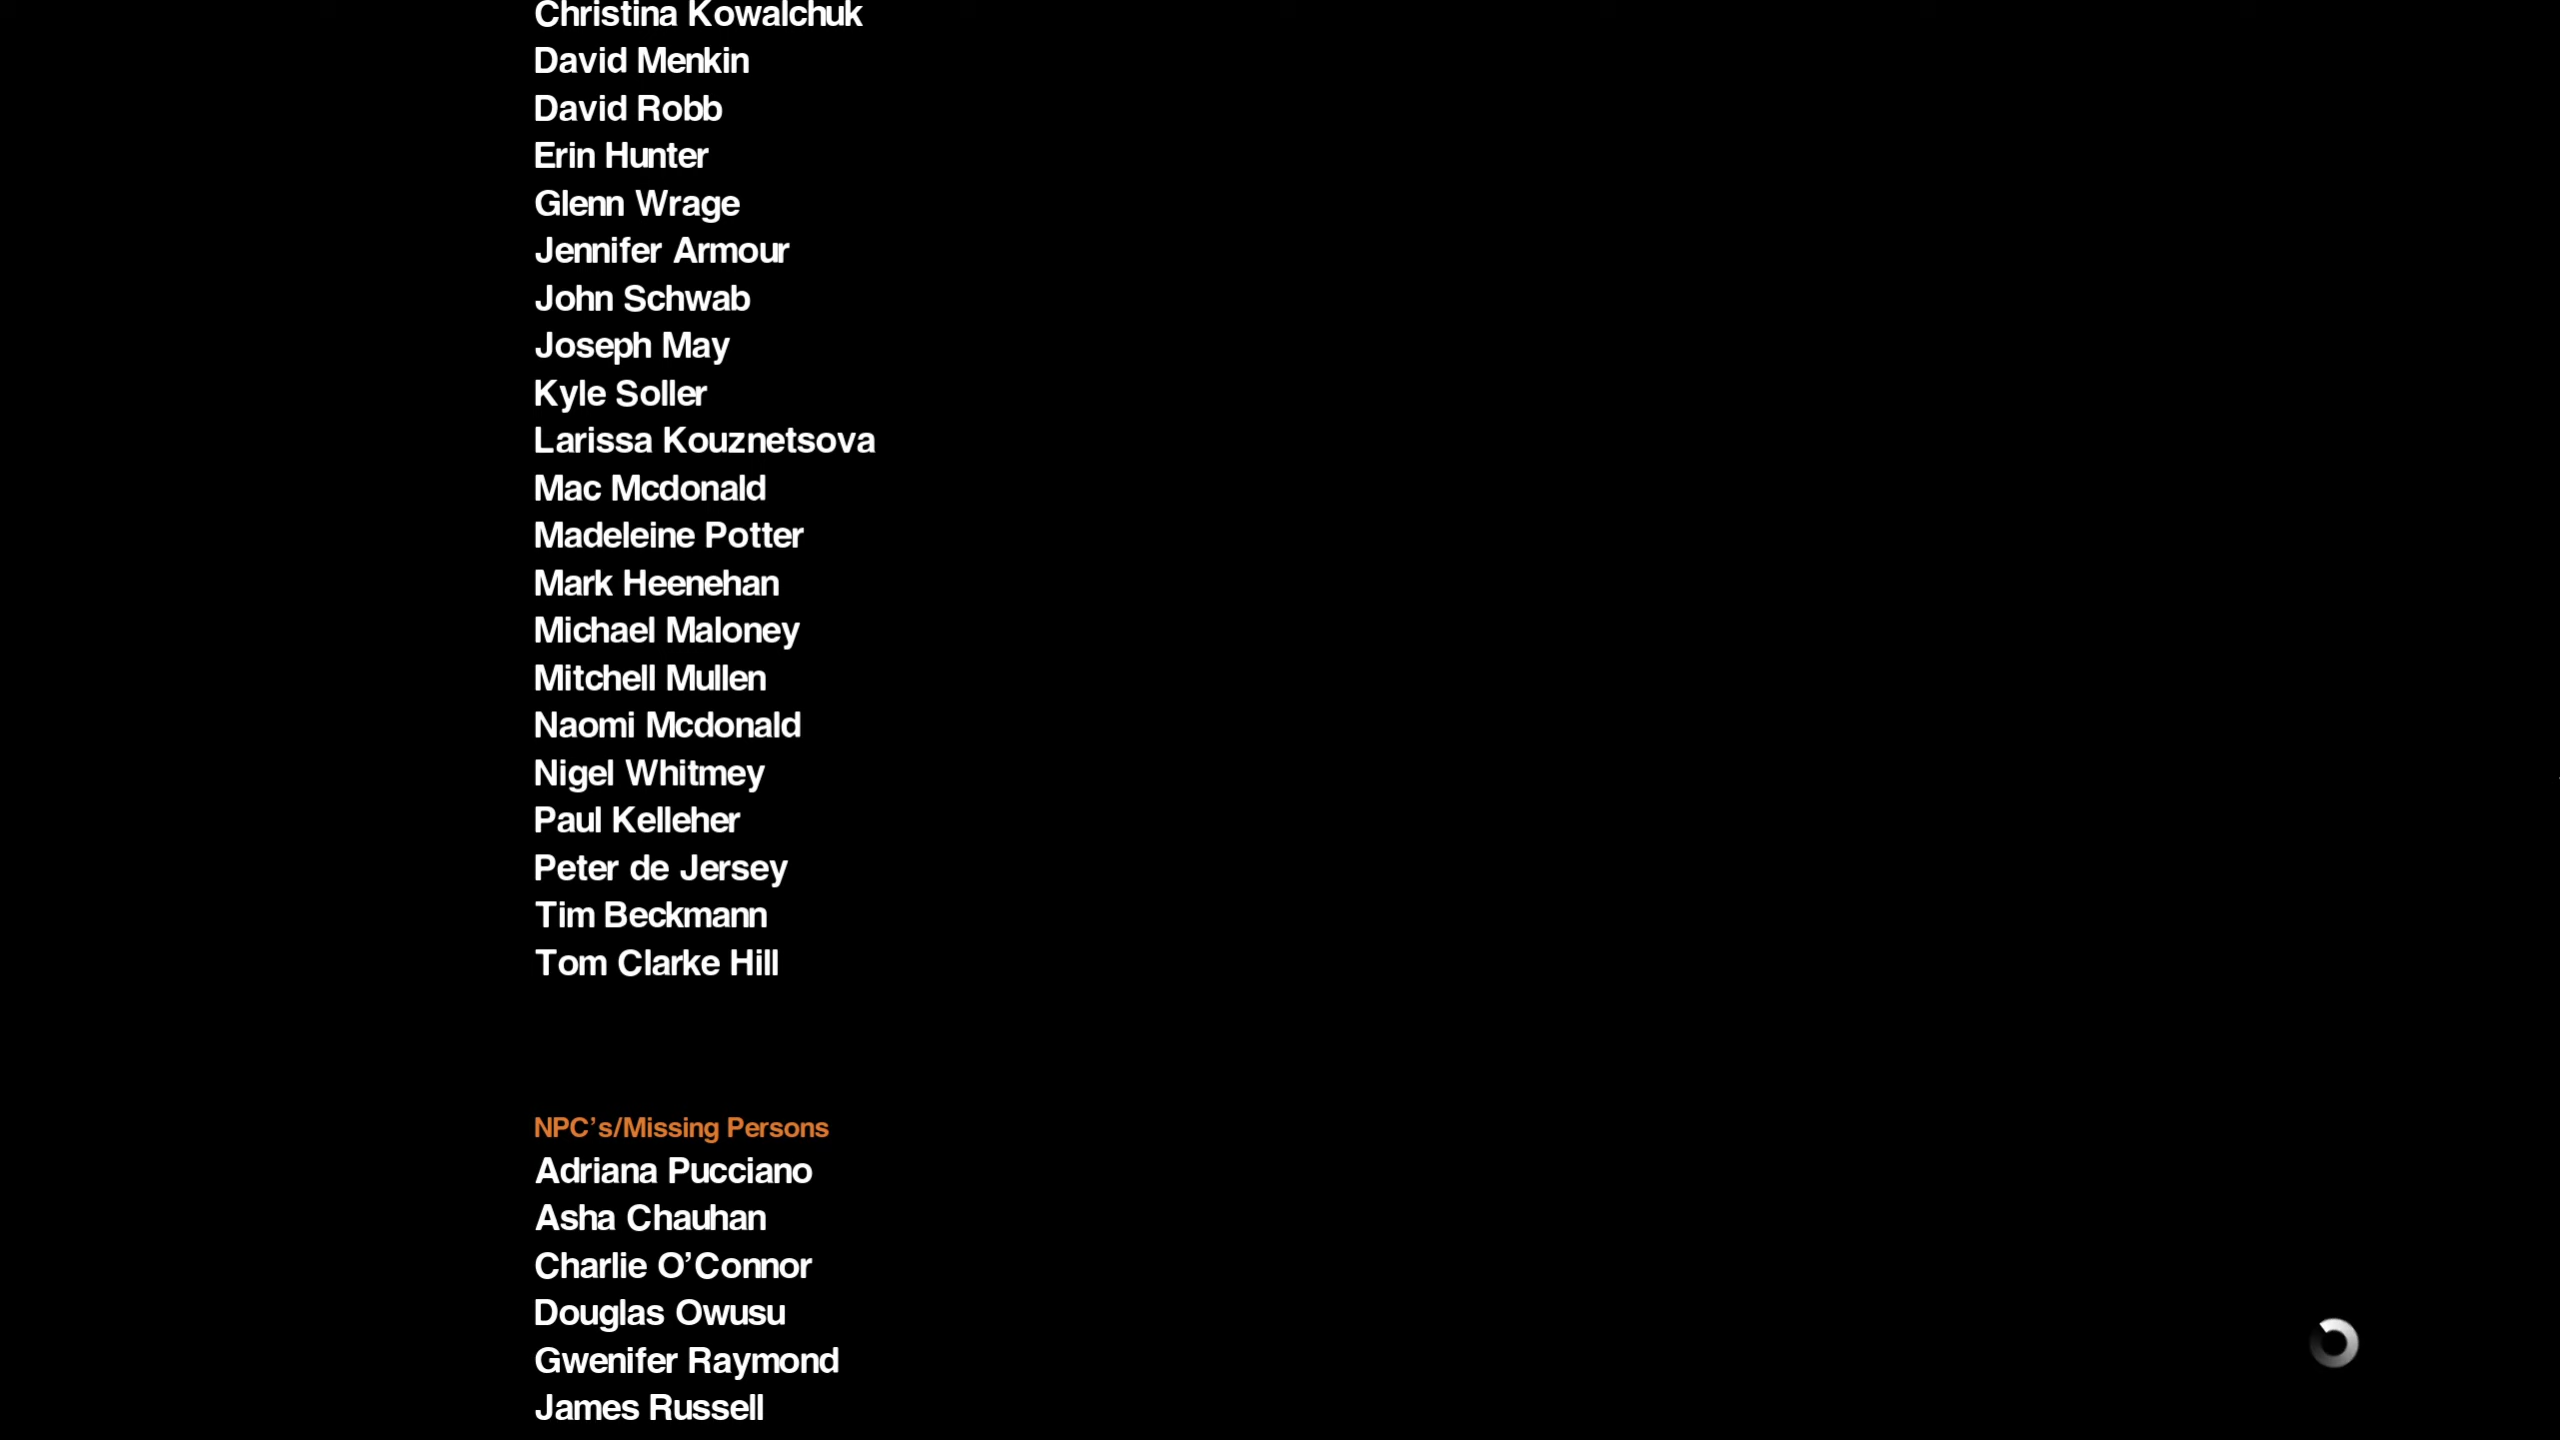 Christina Kowalchuk
David Menkin
David Robb
Erin Hunter
Glenn Wrage
Jennifer Armour
John Schwab
Joseph May
Kyle Soller
Larissa Kouznetsova
Mac Mcdonald
Madeleine Potter
Mark Heenehan
Michael Maloney
Mitchell Mullen
Naomi Mcdonald
Nigel Whitmey
Paul Kelleher
Peter de Jersey
Tim Beckmann
Tom Clarke Hill
NPC’s/Missing Persons
Adriana Pucciano
Asha Chauhan
Charlie O’Connor
Douglas Owusu
Gwenifer Raymond
James Russell